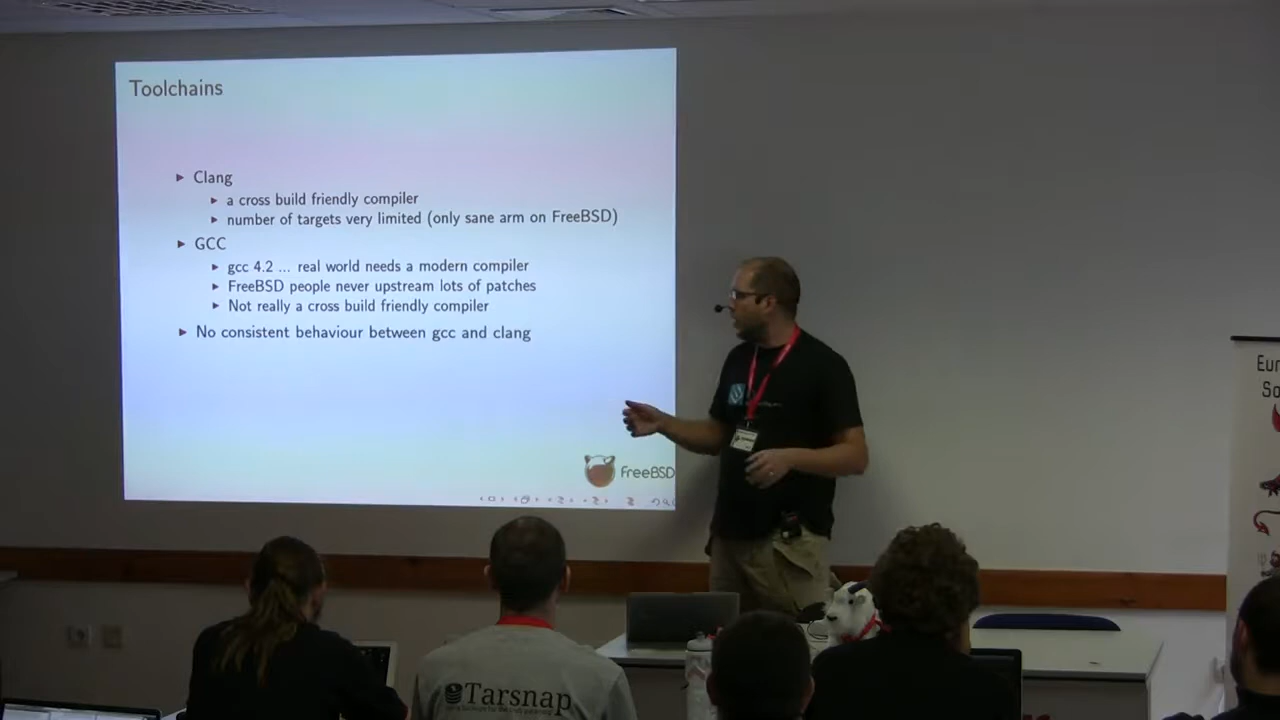 Toolchains
Clang
a cross build friendly compiler
number of targets very limited (only sane arm on FreeBSD)
GCC
gcc 4.2 ... real world needs a modern compiler
FreeBSD people never upstream lots of patches
Not really a cross build friendly compiler
No consistent behaviour between gcc and clang
FreeBSD
Eur
So
Tarsnap